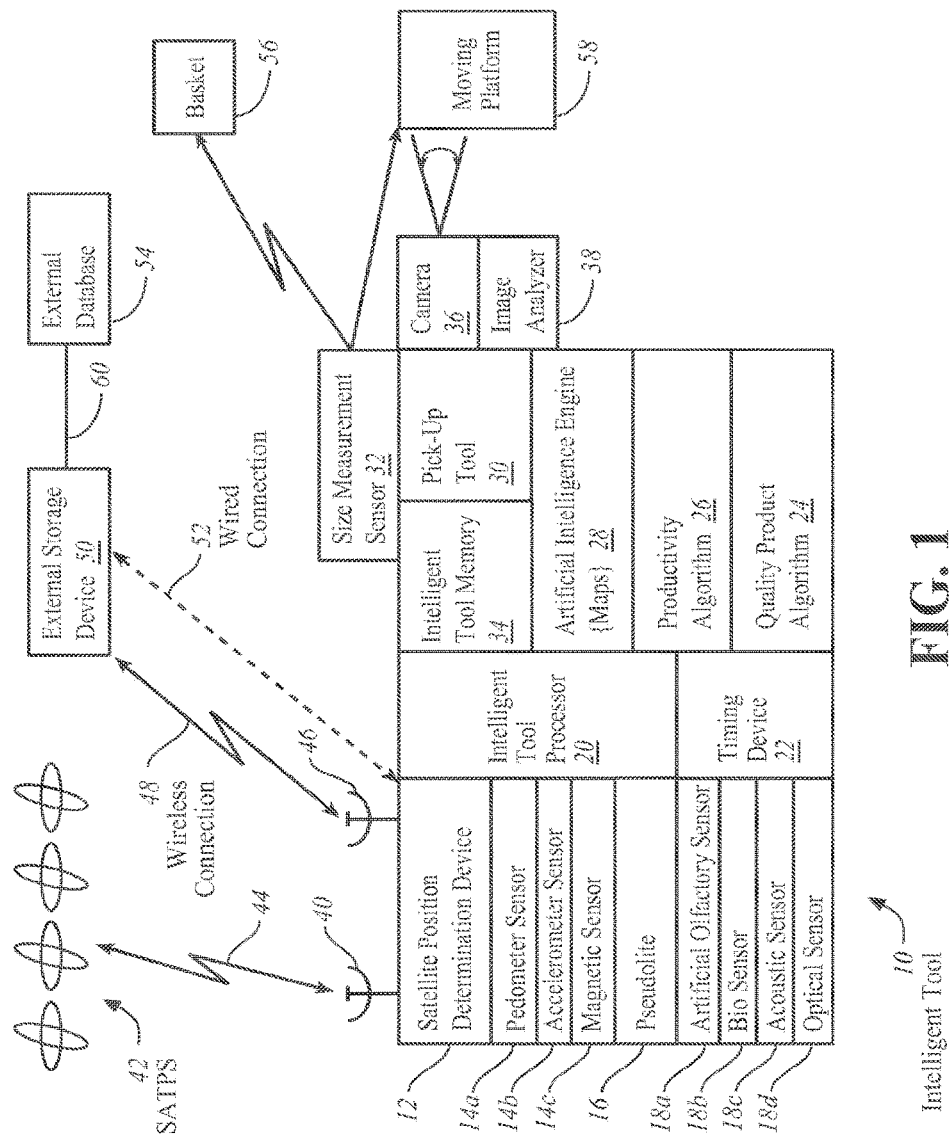 42
SATPS
44
40
48
Wireless
Connection
46
52
Wired
Connection
External Storage
Device 50
60
External
Database
54
Basket
56
Moving
Platform
58
Size Measurement
Sensor 32
Camera
36
Image
Analyzer
38
12
Satellite Position
Determination Device
14a
Pedometer Sensor
14b
Accelerometer Sensor
14c
Magnetic Sensor
16
Pseudolite
18a
Artificial Olfactory Sensor
18b
Bio Sensor
18c
Acoustic Sensor
18d
Optical Sensor
Intelligent
Tool
Processor
20
Timing
Device
22
Intelligent
Tool Memory
34
Pick-Up
Tool
30
Artificial Intelligence Engine
{Maps} 28
Productivity
Algorithm 26
Quality Product
Algorithm 24
10
Intelligent Tool
FIG. 1